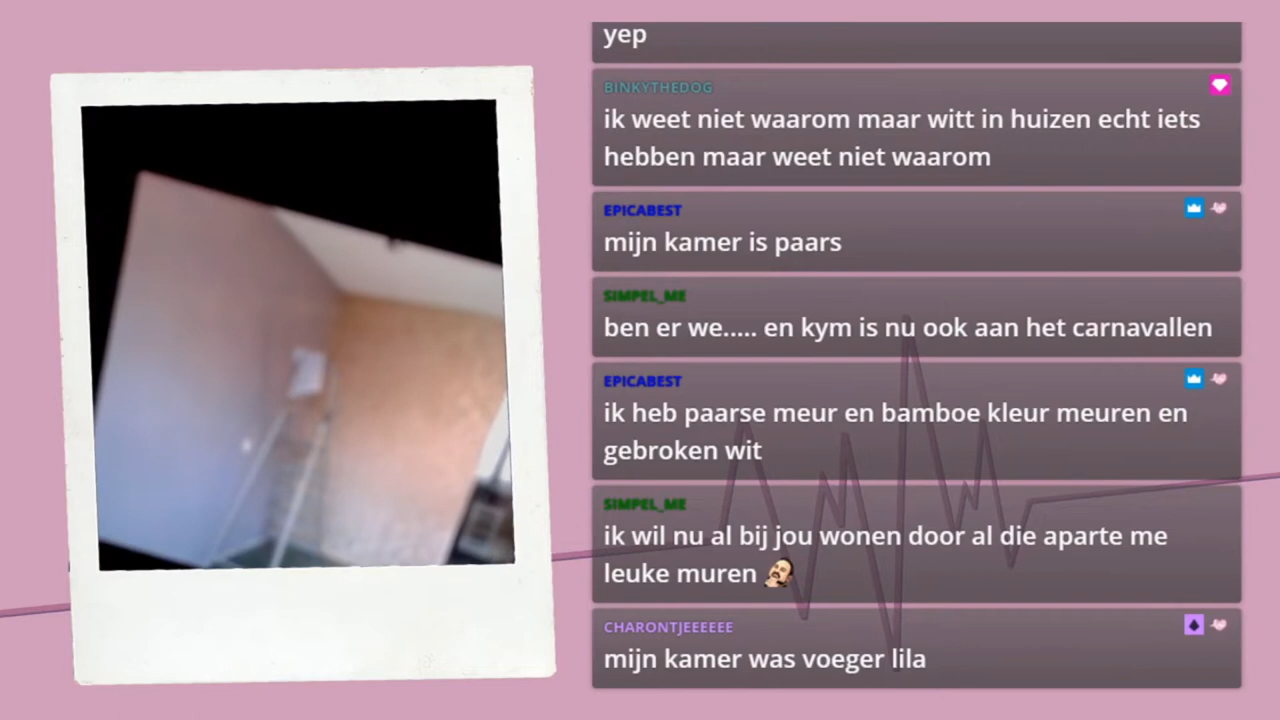 yep
BINKYTHEDOG
ik weet niet waarom maar witt in huizen echt iets
hebben maar weet niet waarom
EPICABEST
mijn kamer is paars
SIMPEL_ME
ben er we..... en kym is nu ook aan het carnavallen
EPICABEST
ik heb paarse meur en bamboe kleur meuren en
gebroken wit
SIMPEL_ME
ik wil nu al bij jou wonen door al die aparte me
leuke muren
CHARONTJEEEEEE
mijn kamer was voeger lila